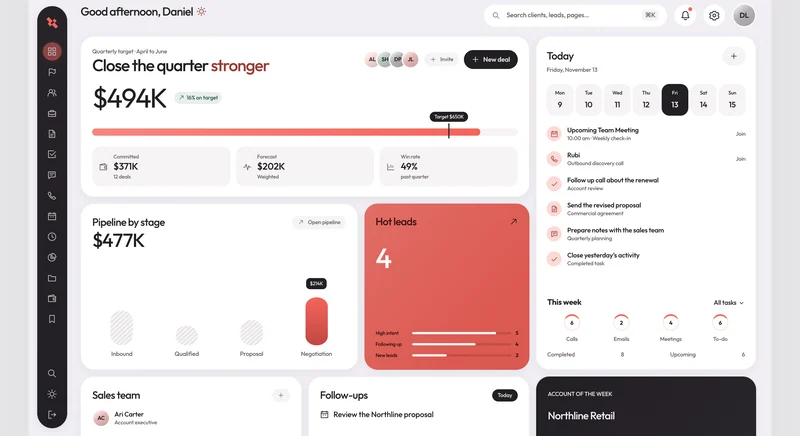 Good afternoon, Daniel
Search clients, leads, pages...
⌘K
DL
Quarterly target · April to June
Close the quarter stronger
AL
SH
DP
JL
Invite
New deal
$494K
16% on target
Target $650K
Committed
$371K
12 deals
Forecast
$202K
Weighted
Win rate
49%
past quarter
Pipeline by stage
Open pipeline
$477K
$214K
Inbound
Qualified
Proposal
Negotiation
Hot leads
4
High intent 5
Following up 4
New leads 2
Today
Friday, November 13
Mon Tue Wed Thu Fri Sat Sun
9 10 11 12 13 14 15
Upcoming Team Meeting
10:00 am · Weekly check-in
Join
Rubi
Outbound discovery call
Join
Follow up call about the renewal
Account review
Send the revised proposal
Commercial agreement
Prepare notes with the sales team
Quarterly planning
Close yesterday's activity
Completed task
This week
All tasks
6 2 4 6
Calls Emails Meetings To-do
Completed 8 Upcoming 6
Sales team
AC
Ari Carter
Account executive
Follow-ups
Today
Review the Northline proposal
ACCOUNT OF THE WEEK
Northline Retail